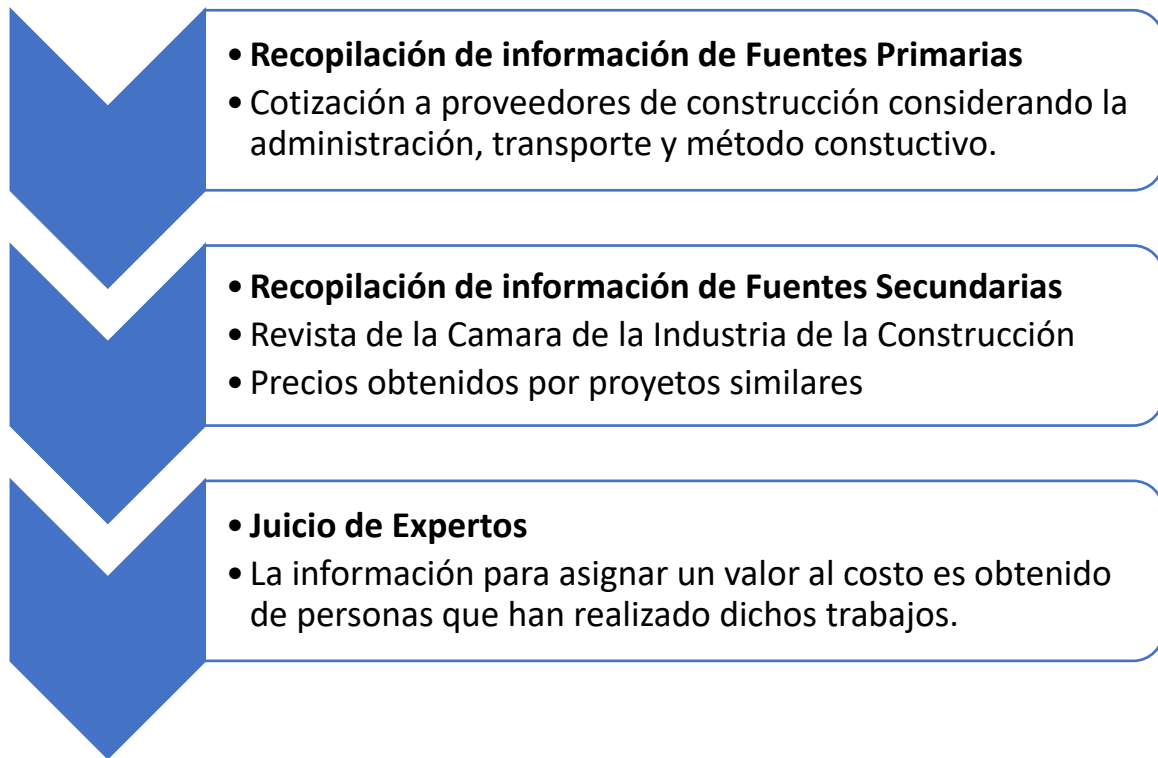 • Recopilación de información de Fuentes Primarias
• Cotización a proveedores de construcción considerando la
administración, transporte y método constuctivo.
• Recopilación de información de Fuentes Secundarias
• Revista de la Camara de la Industria de la Construcción
• Precios obtenidos por proyetos similares
• Juicio de Expertos
• La información para asignar un valor al costo es obtenido
de personas que han realizado dichos trabajos.